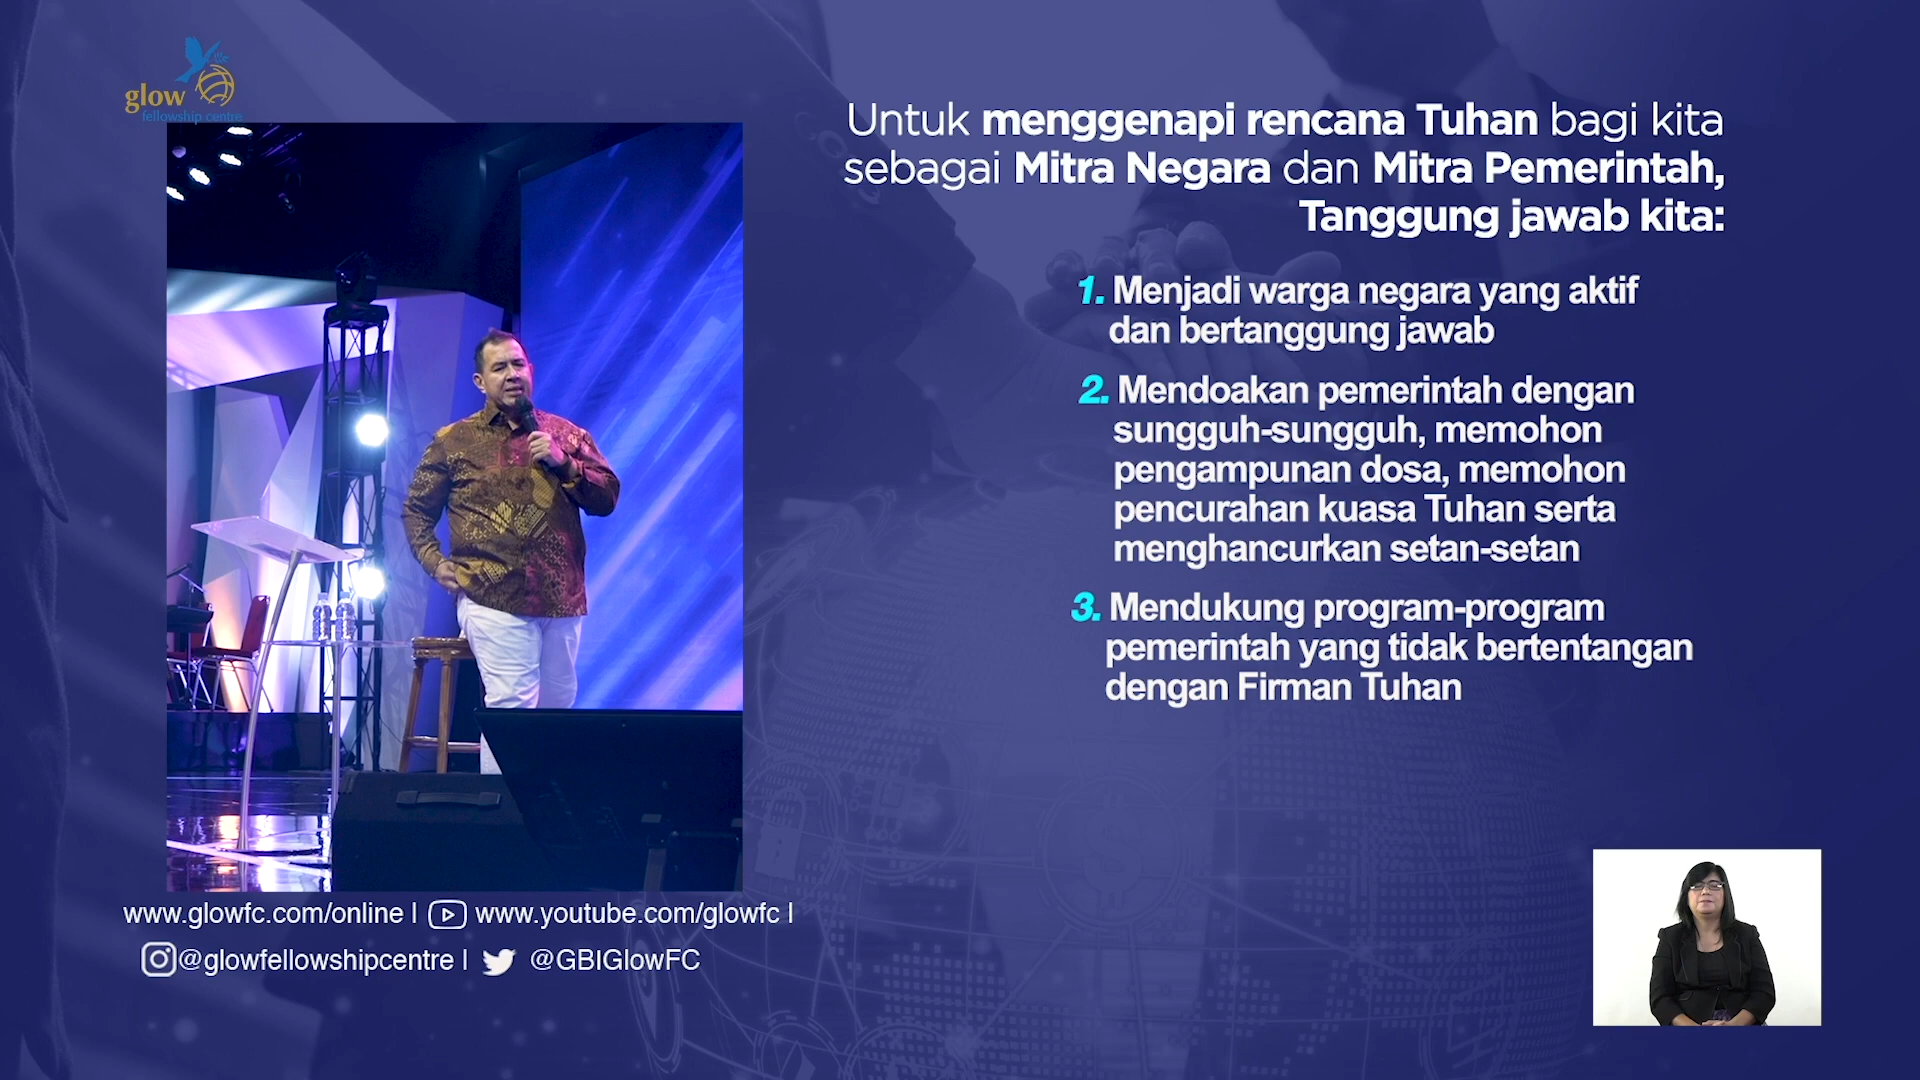 glow
fellowship centre
Untuk menggenapi rencana Tuhan bagi kita
sebagai Mitra Negara dan Mitra Pemerintah,
Tanggung jawab kita:
1. Menjadi warga negara yang aktif
dan bertanggung jawab
2. Mendoakan pemerintah dengan
sungguh-sungguh, memohon
pengampunan dosa, memohon
pencurahan kuasa Tuhan serta
menghancurkan setan-setan
3. Mendukung program-program
pemerintah yang tidak bertentangan
dengan Firman Tuhan
www.glowfc.com/online | www.youtube.com/glowfc |
@glowfellowshipcentre | @GBIGlowFC